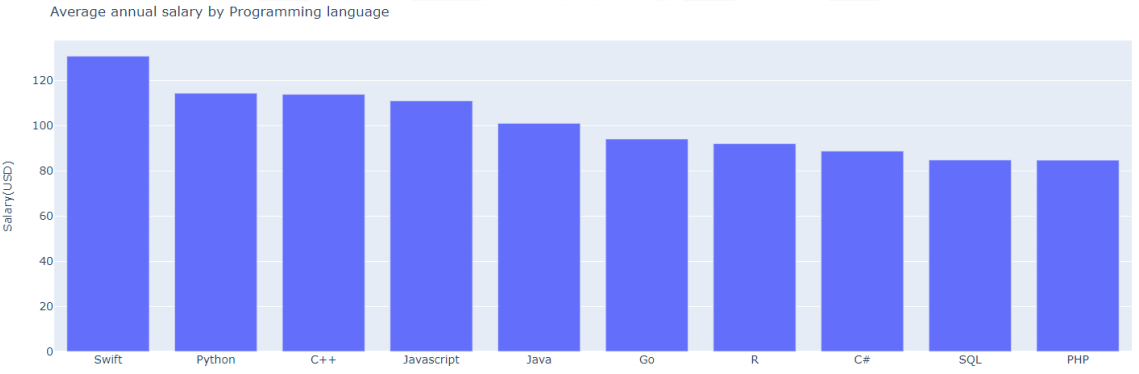 Average annual salary by Programming language
Salary(USD)
120
100
80
60
40
20
0
Swift Python C++ Javascript Java Go R C# SQL PHP